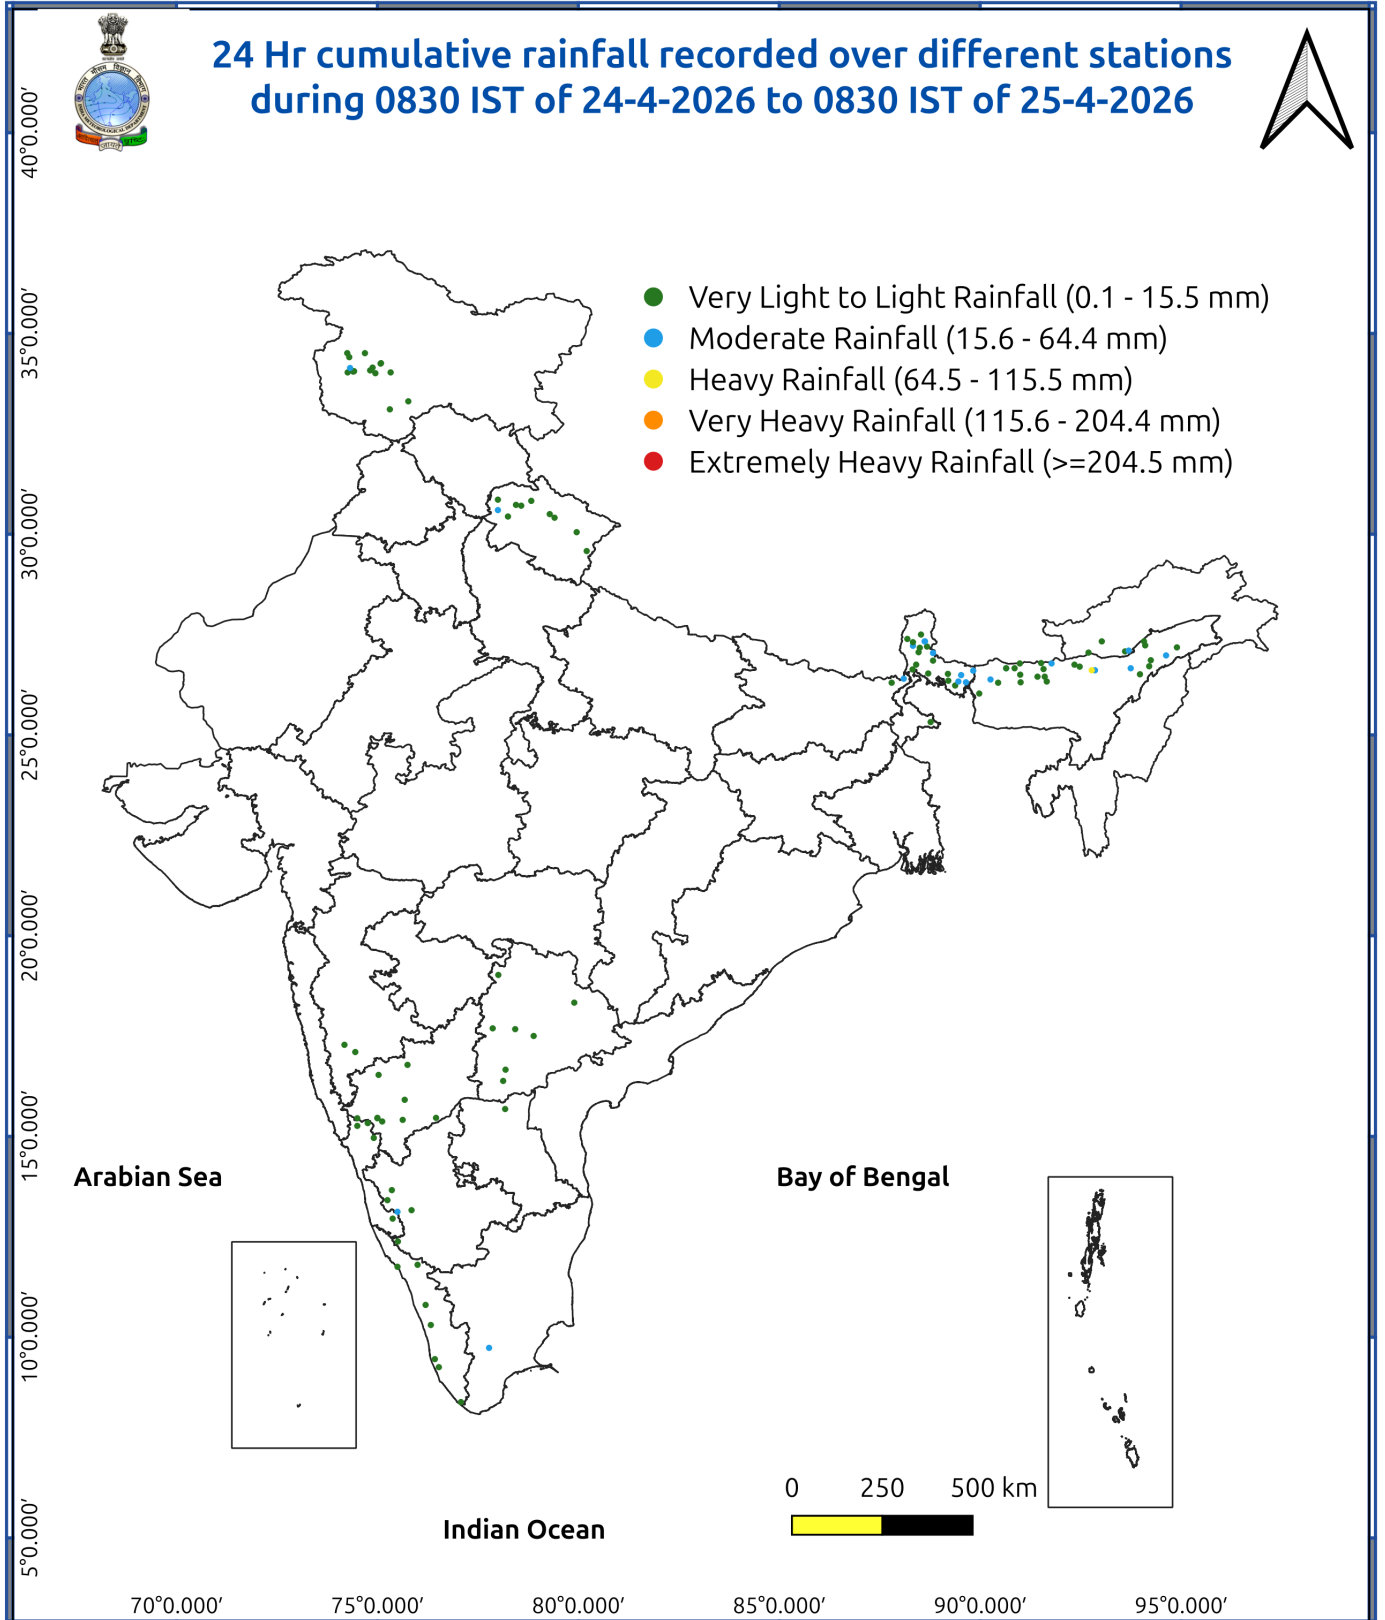 24 Hr cumulative rainfall recorded over different stations
during 0830 IST of 24-4-2026 to 0830 IST of 25-4-2026
Very Light to Light Rainfall (0.1 - 15.5 mm)
Moderate Rainfall (15.6 - 64.4 mm)
Heavy Rainfall (64.5 - 115.5 mm)
Very Heavy Rainfall (115.6 - 204.4 mm)
Extremely Heavy Rainfall (>=204.5 mm)
40°0.000′
35°0.000′
30°0.000′
25°0.000′
20°0.000′
15°0.000′
10°0.000′
5°0.000′
Arabian Sea
Bay of Bengal
Indian Ocean
0 250 500 km
70°0.000′ 75°0.000′ 80°0.000′ 85°0.000′ 90°0.000′ 95°0.000′